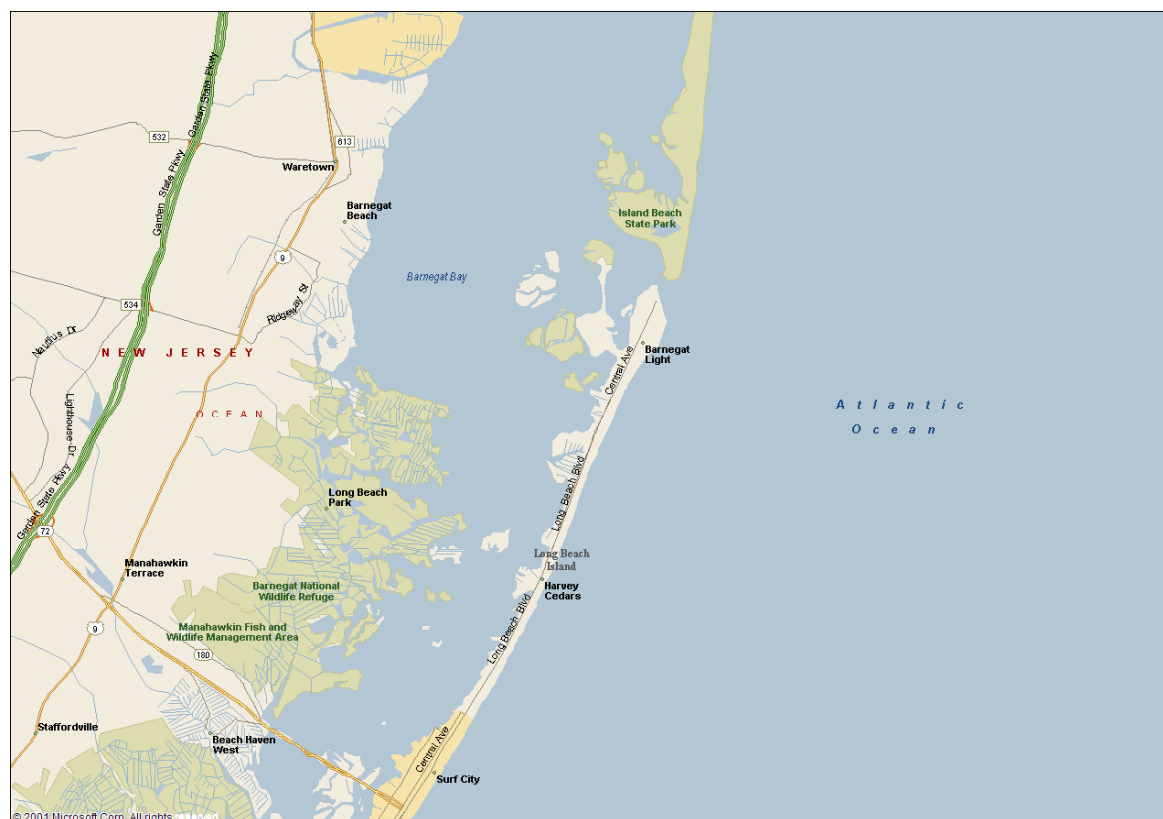 Garden State Pkwy
Garden State Pkwy
532
613
Waretown
Barnegat
Beach
Island Beach
State Park
9
Barnegat Bay
534
Ridgeway St
Nautilus Dr
NEW JERSEY
Barnegat
Light
Central Ave
OCEAN
Atlantic
Ocean
Lighthouse Dr
Garden State Pkwy
Long Beach
Park
Long Beach Blvd
72
Long Beach
Island
Manahawkin
Terrace
Harvey
Cedars
Barnegat National
Wildlife Refuge
Long Beach Blvd
9
Manahawkin Fish and
Wildlife Management Area
180
Staffordville
Beach Haven
West
Central Ave
Surf City
© 2001 Microsoft Corp. All rights